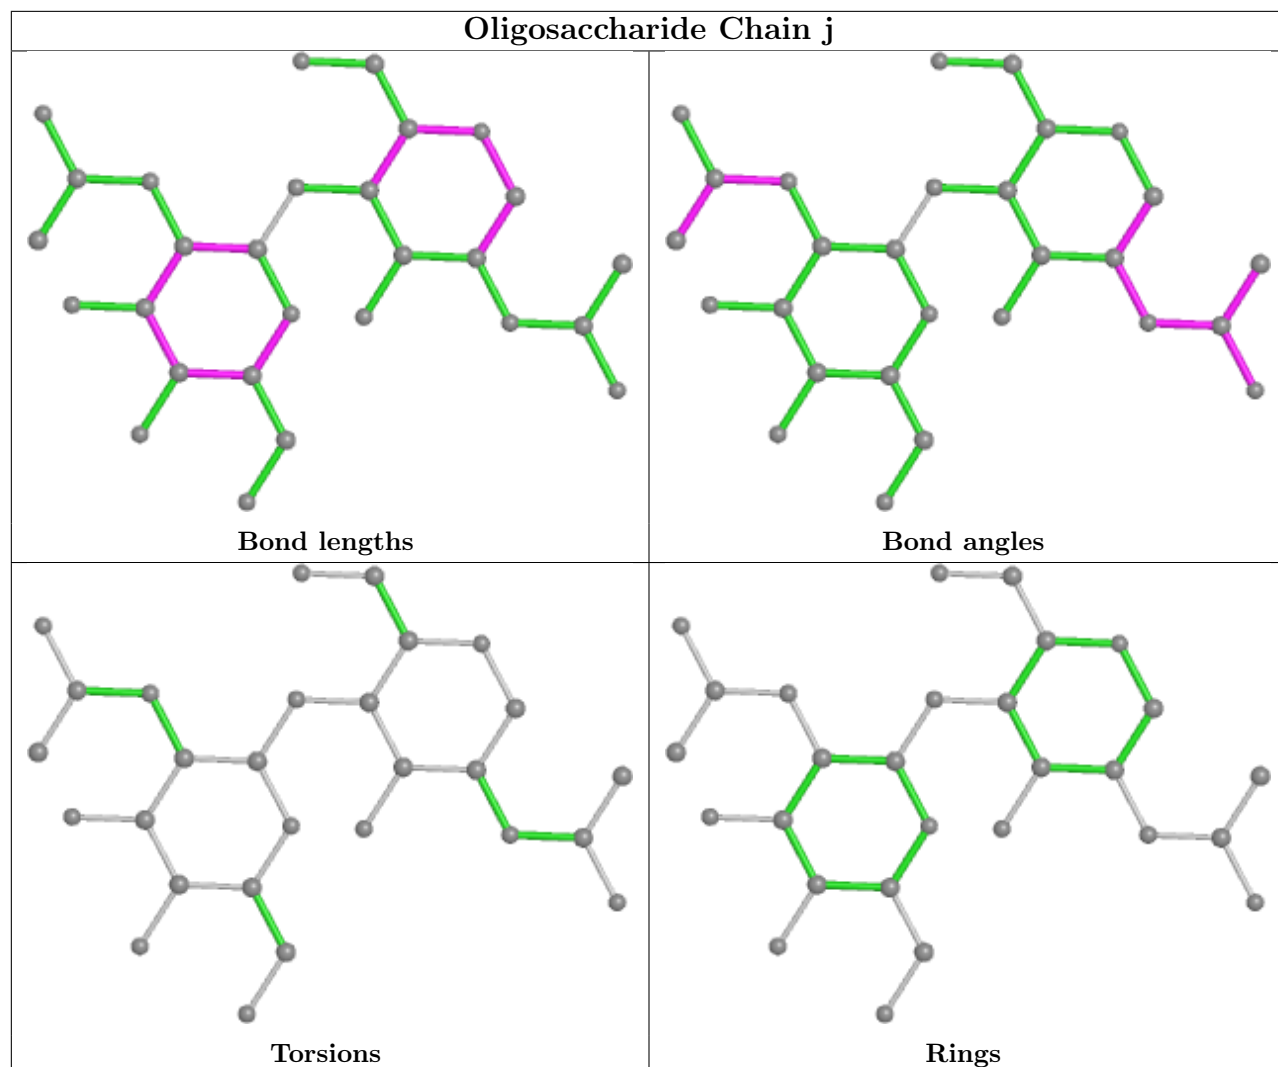 Oligosaccharide Chain j
Bond lengths
Bond angles
Torsions
Rings